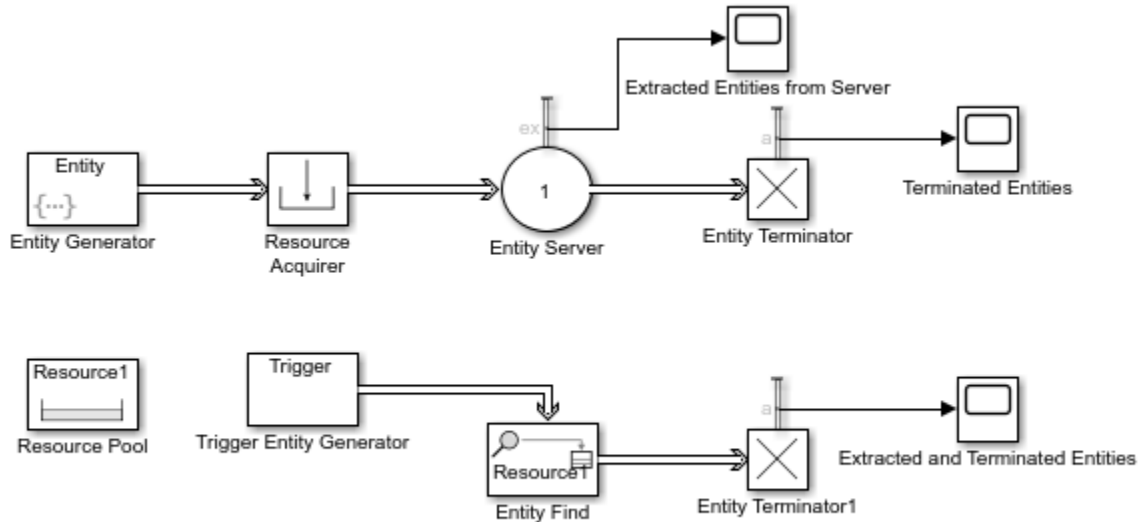 Extracted Entities from Server
ex
a
Entity
{...}
1
Terminated Entities
Entity Generator
Resource
Acquirer
Entity Server
Entity Terminator
Resource1
Trigger
a
Resource Pool
Trigger Entity Generator
Resource1
Extracted and Terminated Entities
Entity Find
Entity Terminator1